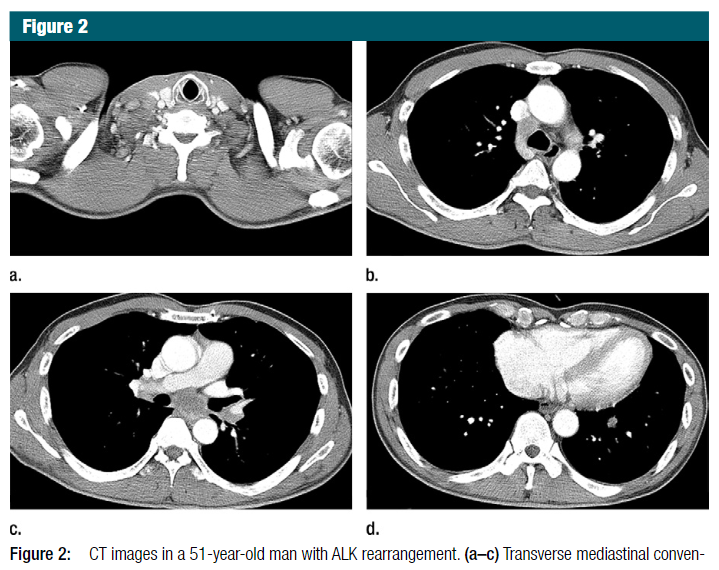 Figure 2
a.
b.
c.
d.
Figure 2: CT images in a 51-year-old man with ALK rearrangement. (a–c) Transverse mediastinal conven-